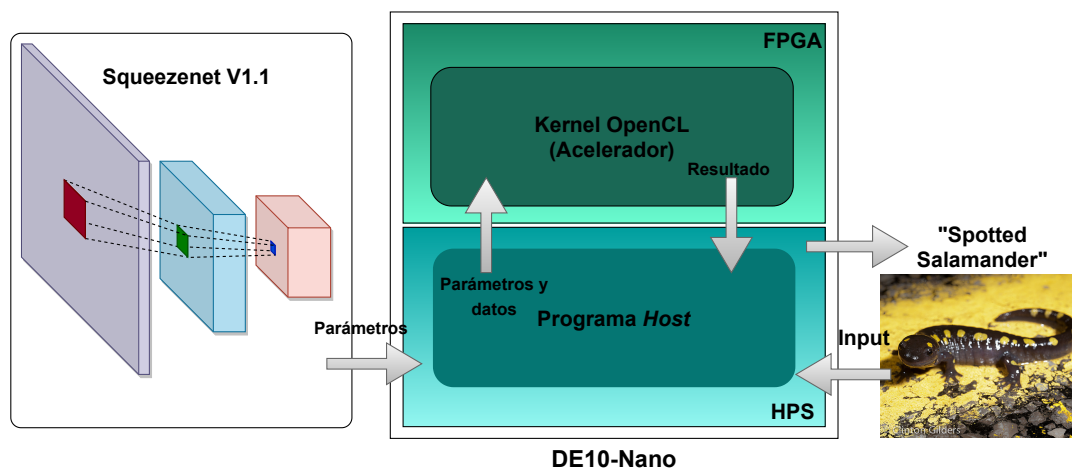 Squeezenet V1.1
FPGA
Kernel OpenCL
(Acelerador)
Resultado
Parámetros y
datos
Programa Host
HPS
DE10-Nano
Parámetros
"Spotted
Salamander"
Input
Gilders